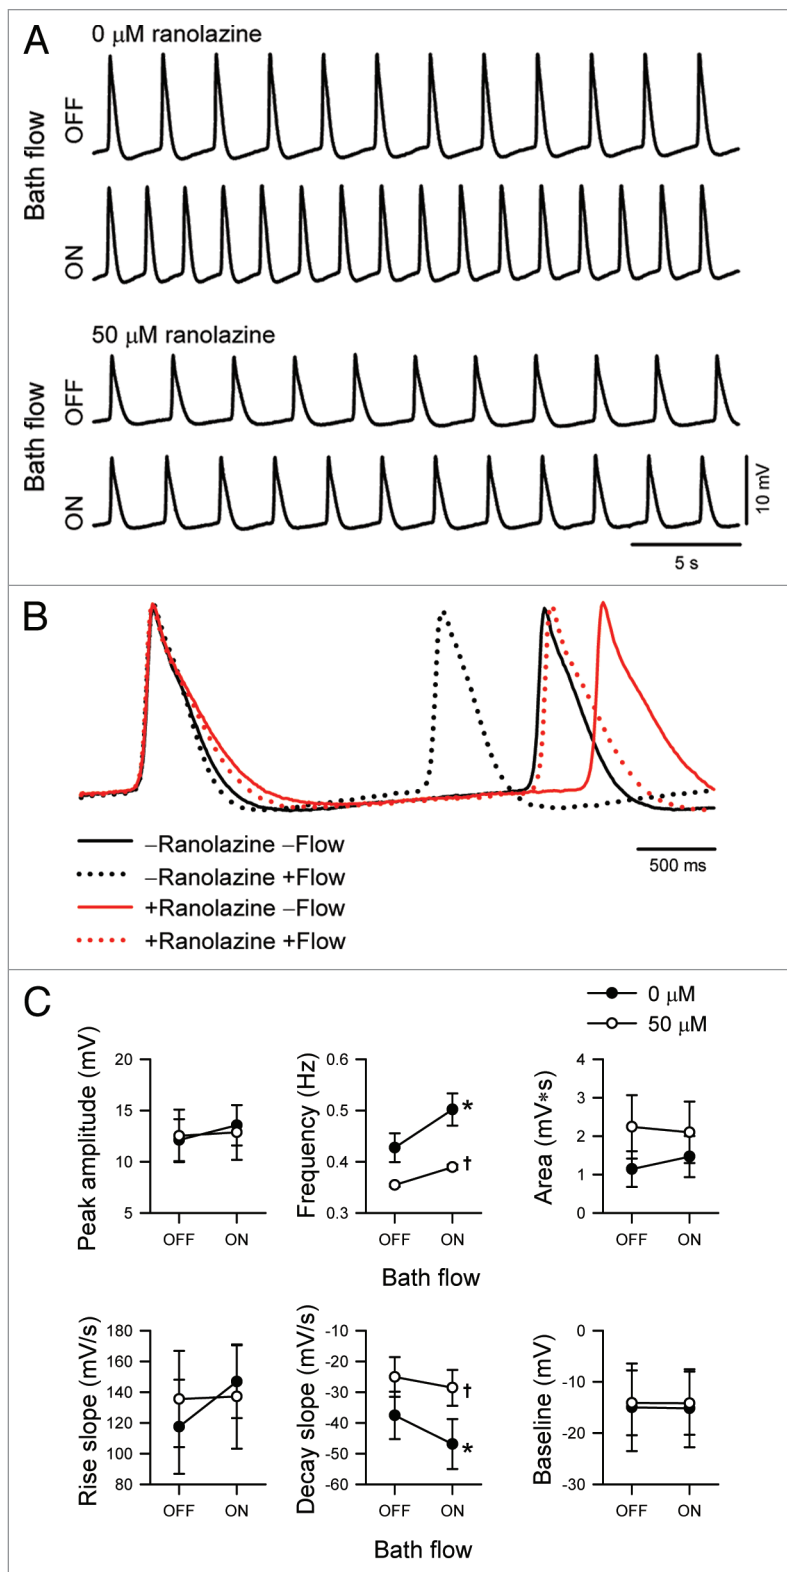 A
0 μM ranolazine
Bath flow
OFF
ON
50 μM ranolazine
Bath flow
OFF
ON
10 mV
5 s
B
–Ranolazine –Flow
–Ranolazine +Flow
+Ranolazine –Flow
+Ranolazine +Flow
500 ms
C
0 μM
50 μM
Peak amplitude (mV)
20
15
10
5
OFF ON
Frequency (Hz)
0.6
0.5
0.4
0.3
*
†
OFF ON
Area (mV*s)
4
3
2
1
0
OFF ON
Bath flow
Rise slope (mV/s)
180
160
140
120
100
80
OFF ON
Decay slope (mV/s)
-10
-20
-30
-40
-50
-60
†
*
OFF ON
Baseline (mV)
0
-10
-20
-30
OFF ON
Bath flow